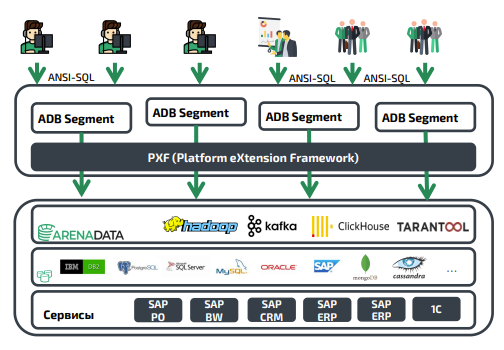 ANSI-SQL
ANSI-SQL
ANSI-SQL
ADB Segment
ADB Segment
ADB Segment
ADB Segment
PXF (Platform eXtension Framework)
ARENADATA
hadoop
kafka
ClickHouse
TARANTOOL
IBM DB2
PostgreSQL
SQL Server
MySQL
ORACLE
SAP
mongoDB
cassandra
...
Сервисы
SAP PO
SAP BW
SAP CRM
SAP ERP
SAP ERP
1C